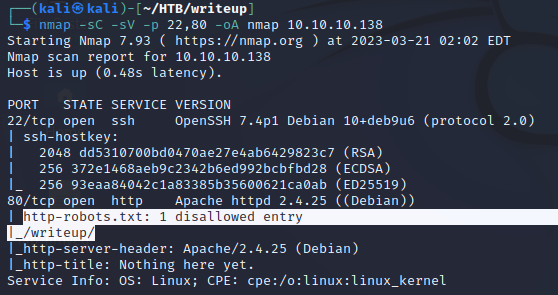 ┌──(kali㉿kali)-[~/HTB/writeup]
└─$ nmap -sC -sV -p 22,80 -oA nmap 10.10.10.138
Starting Nmap 7.93 ( https://nmap.org ) at 2023-03-21 02:02 EDT
Nmap scan report for 10.10.10.138
Host is up (0.48s latency).

PORT   STATE SERVICE VERSION
22/tcp open  ssh     OpenSSH 7.4p1 Debian 10+deb9u6 (protocol 2.0)
| ssh-hostkey:
|   2048 dd5310700bd0470ae27e4ab6429823c7 (RSA)
|   256 372e1468aeb9c2342b6ed992bcbfbd28 (ECDSA)
|_  256 93eaa84042c1a83385b35600621ca0ab (ED25519)
80/tcp open  http    Apache httpd 2.4.25 ((Debian))
| http-robots.txt: 1 disallowed entry
|_/writeup/
|_http-server-header: Apache/2.4.25 (Debian)
|_http-title: Nothing here yet.
Service Info: OS: Linux; CPE: cpe:/o:linux:linux_kernel